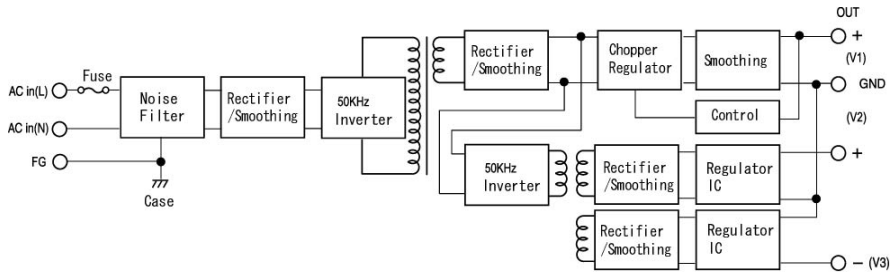 OUT
Fuse
AC in(L)
Noise
Filter
Rectifier
/Smoothing
50KHz
Inverter
Rectifier
/Smoothing
Chopper
Regulator
Smoothing
+
(V1)
GND
AC in(N)
Control
(V2)
FG
Case
50KHz
Inverter
Rectifier
/Smoothing
Regulator
IC
+
Rectifier
/Smoothing
Regulator
IC
− (V3)